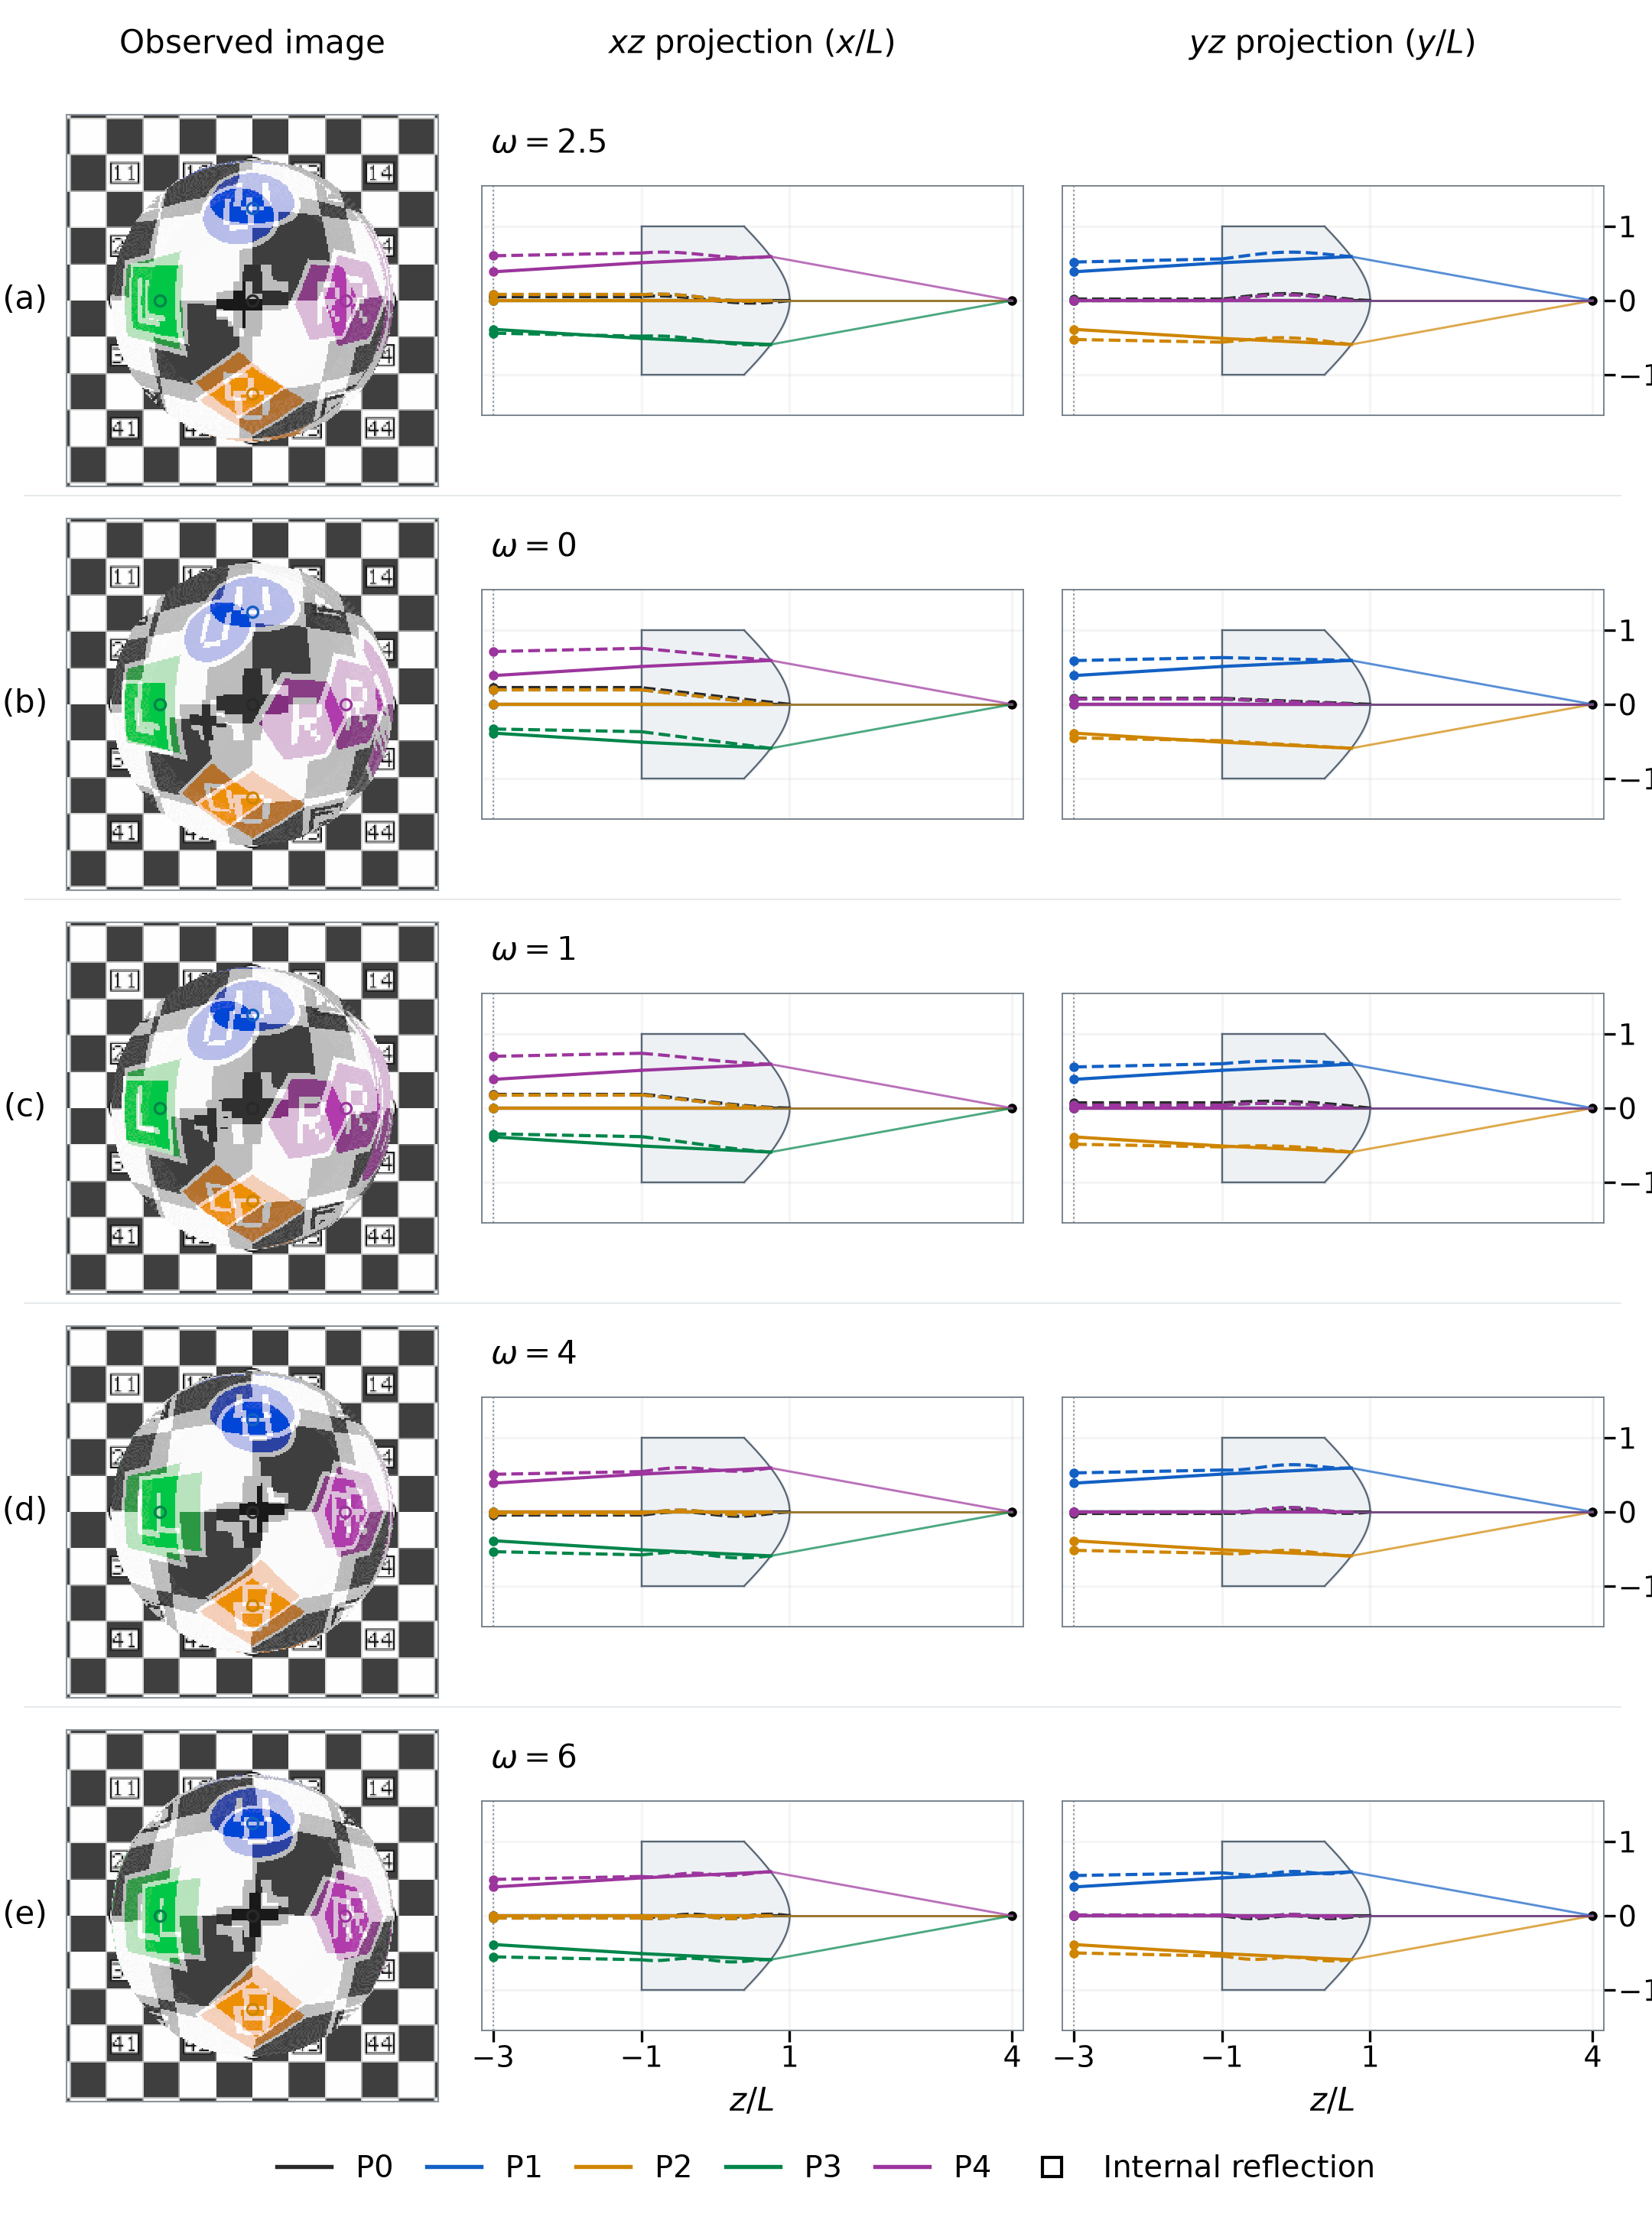 Observed image
xz projection (x/L)
yz projection (y/L)
(a)
ω = 2.5
11
14
41
44
1
0
−1
(b)
ω = 0
11
14
41
44
1
0
−1
(c)
ω = 1
11
14
41
44
1
0
−1
(d)
ω = 4
11
14
41
44
1
0
−1
(e)
ω = 6
11
14
41
44
1
0
−1
−3 −1 1 4
−3 −1 1 4
z/L
z/L
P0 P1 P2 P3 P4 Internal reflection